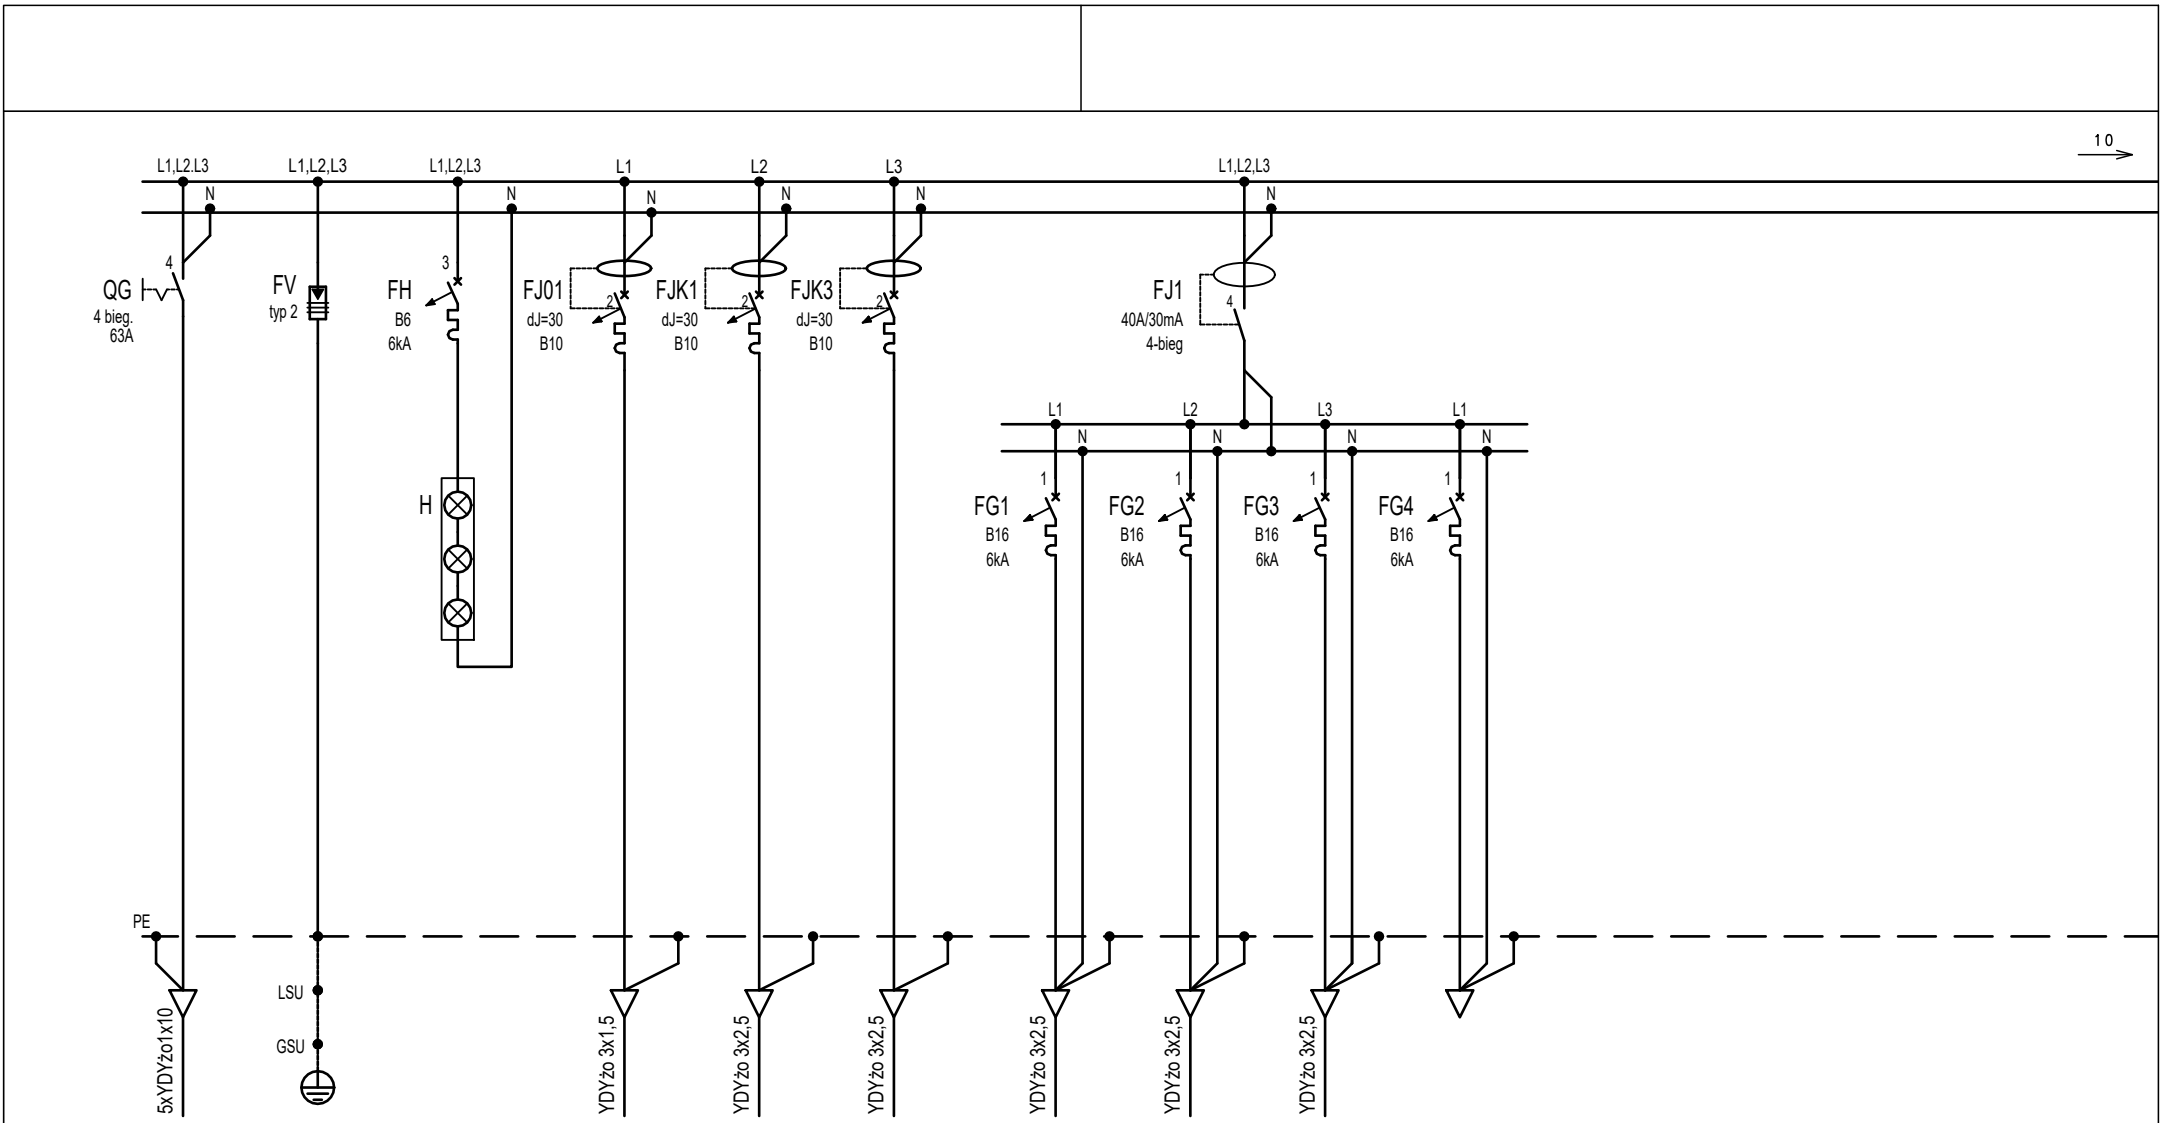 10
L1,L2.L3
L1,L2,L3
L1,L2,L3
L1
L2
L3
L1,L2,L3
N
N
N
N
N
N
4
QG
4 bieg.
63A
FV
typ 2
3
FH
B6
6kA
2
FJ01
dJ=30
B10
2
FJK1
dJ=30
B10
2
FJK3
dJ=30
B10
FJ1
4
40A/30mA
4-bieg
L1
L2
L3
L1
N
N
N
N
H
1
FG1
B16
6kA
1
FG2
B16
6kA
1
FG3
B16
6kA
1
FG4
B16
6kA
PE
LSU
GSU
5xYDYżo1x10
YDYżo 3x1,5
YDYżo 3x2,5
YDYżo 3x2,5
YDYżo 3x2,5
YDYżo 3x2,5
YDYżo 3x2,5